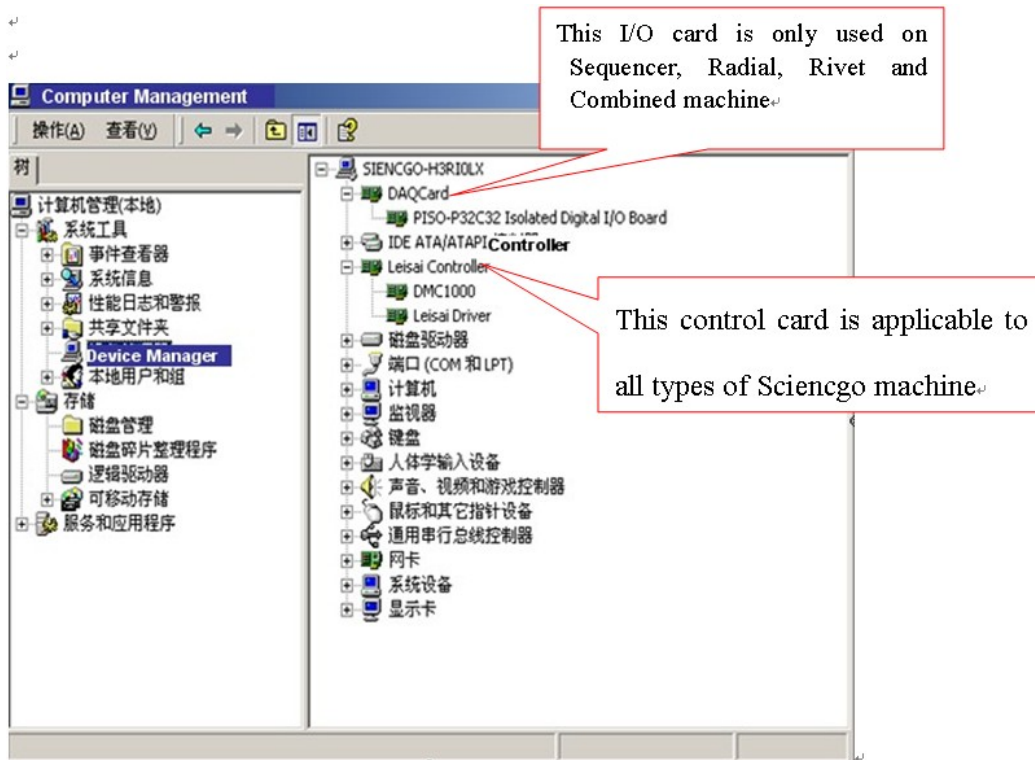 This I/O card is only used on
Sequencer, Radial, Rivet and
Combined machine
Computer Management
操作(A) 查看(V)
树
计算机管理(本地)
系统工具
事件查看器
系统信息
性能日志和警报
共享文件夹
Device Manager
本地用户和组
存储
磁盘管理
磁盘碎片整理程序
逻辑驱动器
可移动存储
服务和应用程序
SIENCGO-H3RI0LX
DAQCard
PISO-P32C32 Isolated Digital I/O Board
IDE ATA/ATAPI Controller
Leisai Controller
DMC1000
Leisai Driver
磁盘驱动器
端口 (COM 和 LPT)
计算机
监视器
键盘
人体学输入设备
声音、视频和游戏控制器
鼠标和其它指针设备
通用串行总线控制器
网卡
系统设备
显示卡
This control card is applicable to
all types of Sciencgo machine